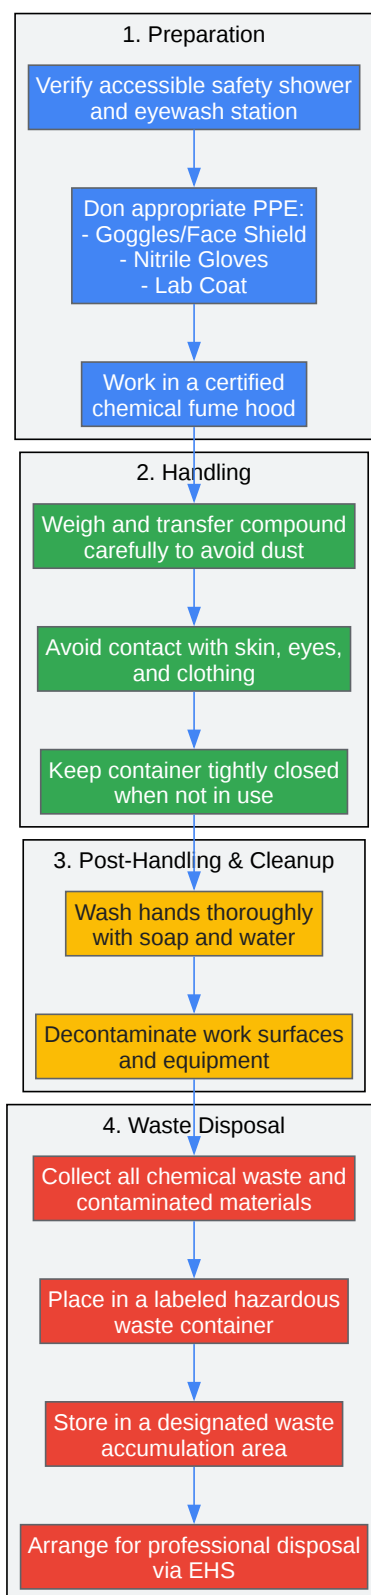 1. Preparation
Verify accessible safety shower
and eyewash station
Don appropriate PPE:
- Goggles/Face Shield
- Nitrile Gloves
- Lab Coat
Work in a certified
chemical fume hood
2. Handling
Weigh and transfer compound
carefully to avoid dust
Avoid contact with skin, eyes,
and clothing
Keep container tightly closed
when not in use
3. Post-Handling & Cleanup
Wash hands thoroughly
with soap and water
Decontaminate work surfaces
and equipment
4. Waste Disposal
Collect all chemical waste and
contaminated materials
Place in a labeled hazardous
waste container
Store in a designated waste
accumulation area
Arrange for professional disposal
via EHS